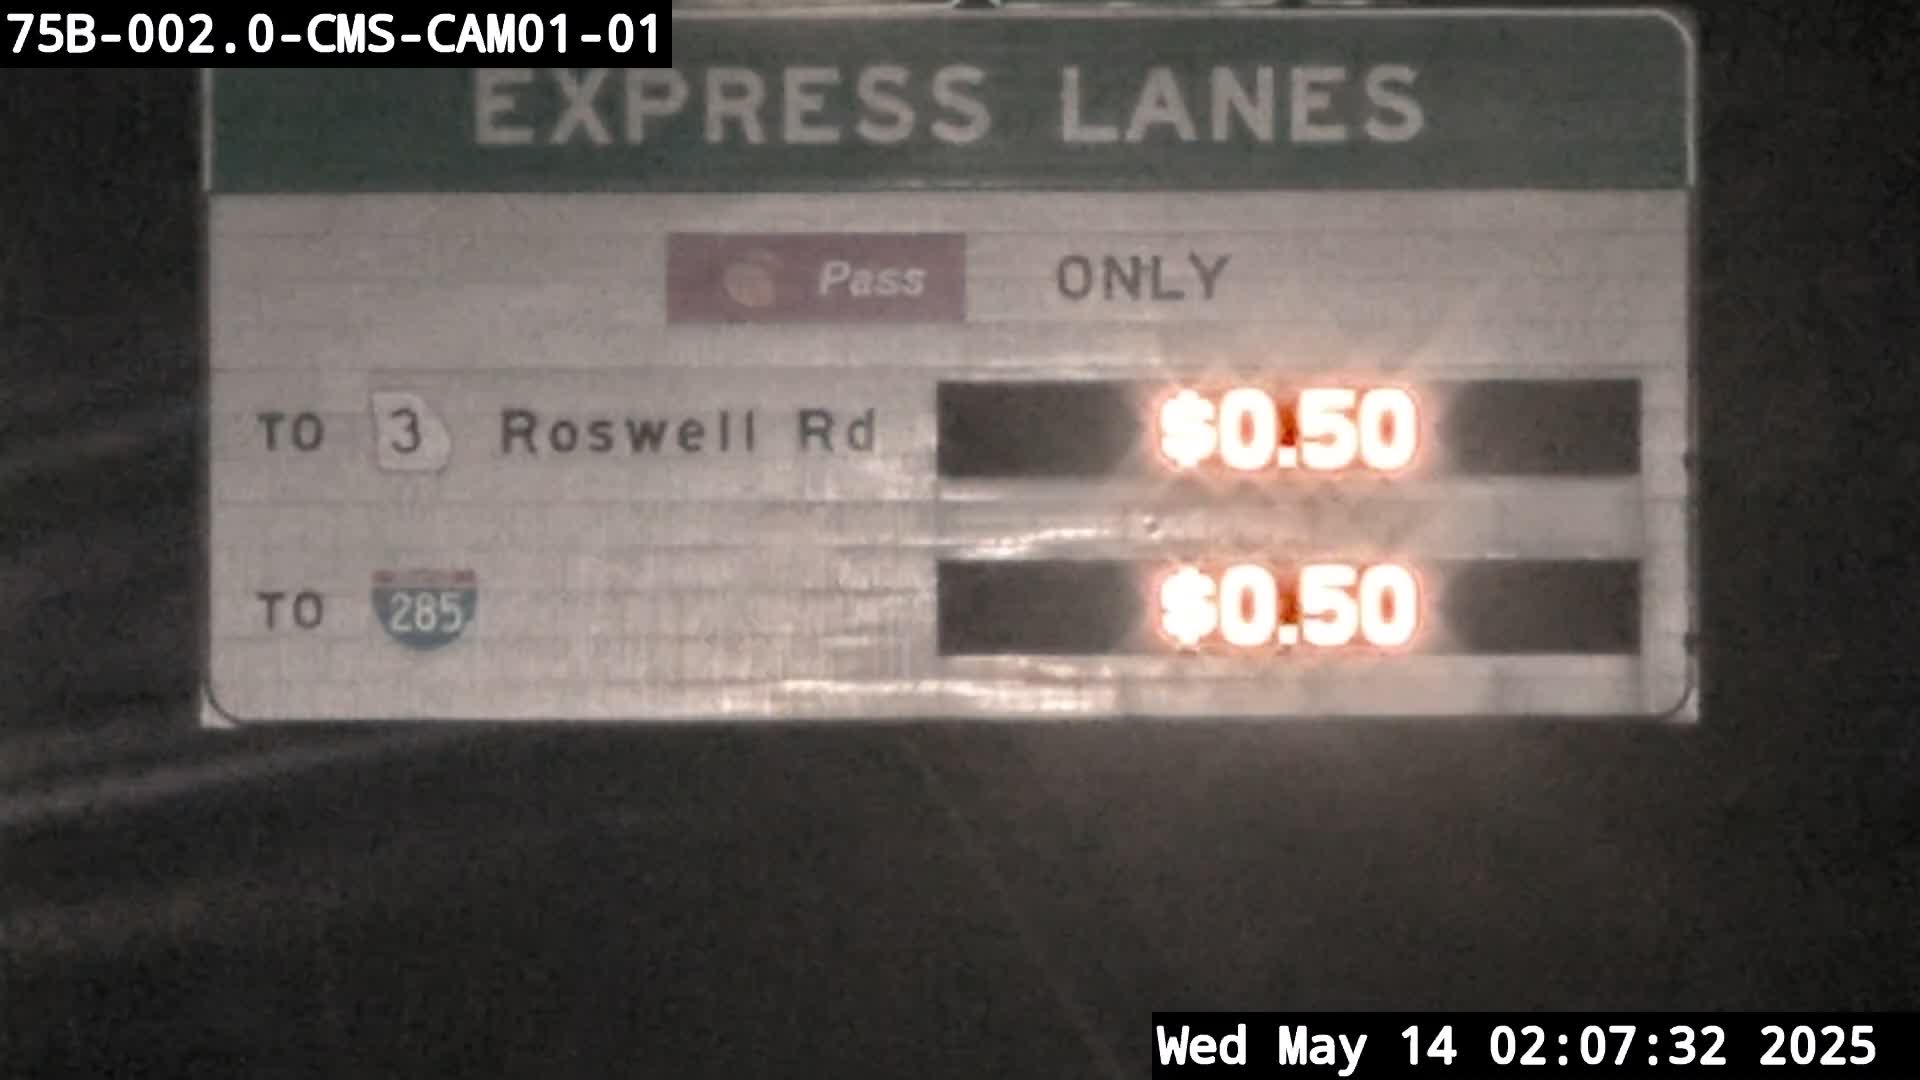 75B-002.0-CMS-CAM01-01
EXPRESS LANES
Pass ONLY
TO 3 Roswell Rd $0.50
TO 285 $0.50
Wed May 14 02:07:32 2025